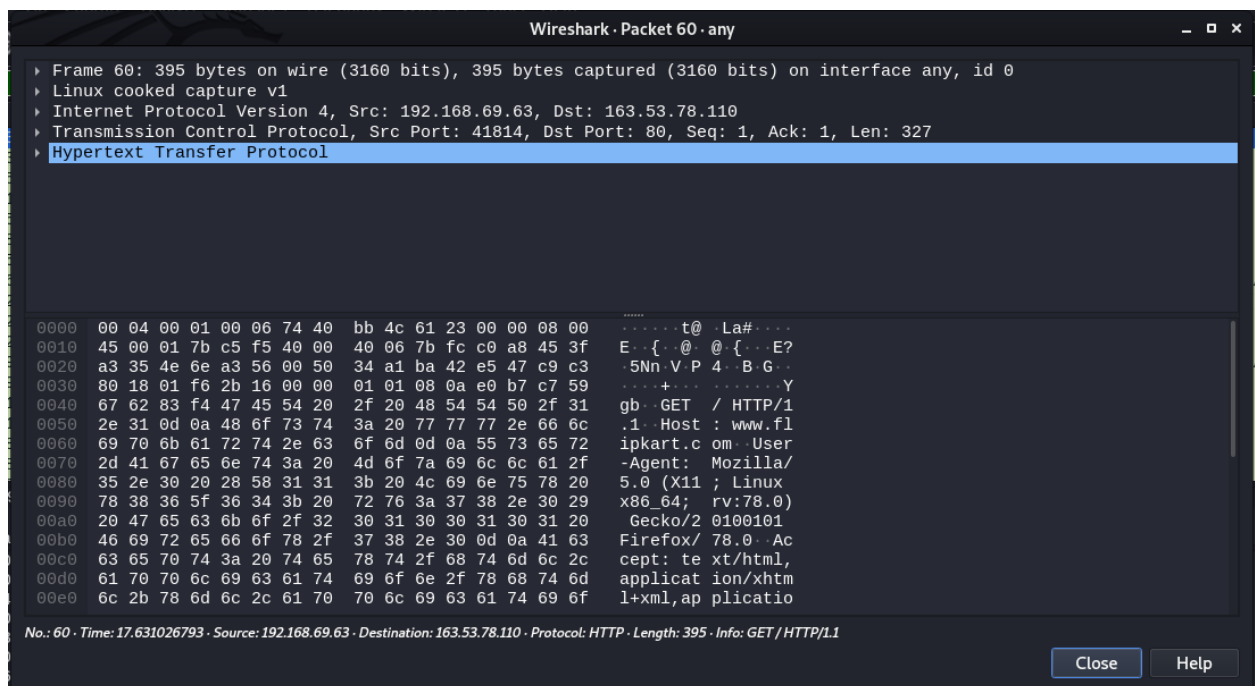 Wireshark · Packet 60 · any
Frame 60: 395 bytes on wire (3160 bits), 395 bytes captured (3160 bits) on interface any, id 0
Linux cooked capture v1
Internet Protocol Version 4, Src: 192.168.69.63, Dst: 163.53.78.110
Transmission Control Protocol, Src Port: 41814, Dst Port: 80, Seq: 1, Ack: 1, Len: 327
Hypertext Transfer Protocol
0000 00 04 00 01 00 06 74 40 bb 4c 61 23 00 00 08 00 ······t@ ·La#····
0010 45 00 01 7b c5 f5 40 00 40 06 7b fc c0 a8 45 3f E··{··@· @·{···E?
0020 a3 35 4e 6e a3 56 00 50 34 a1 ba 42 e5 47 c9 c3 ·5Nn·V·P 4··B·G··
0030 80 18 01 f6 2b 16 00 00 01 01 08 0a e0 b7 c7 59 ····+··· ·······Y
0040 67 62 83 f4 47 45 54 20 2f 20 48 54 54 50 2f 31 gb··GET / HTTP/1
0050 2e 31 0d 0a 48 6f 73 74 3a 20 77 77 77 2e 66 6c .1··Host : www.fl
0060 69 70 6b 61 72 74 2e 63 6f 6d 0d 0a 55 73 65 72 ipkart.c om··User
0070 2d 41 67 65 6e 74 3a 20 4d 6f 7a 69 6c 6c 61 2f -Agent: Mozilla/
0080 35 2e 30 20 28 58 31 31 3b 20 4c 69 6e 75 78 20 5.0 (X11 ; Linux
0090 78 38 36 5f 36 34 3b 20 72 76 3a 37 38 2e 30 29 x86_64; rv:78.0)
00a0 20 47 65 63 6b 6f 2f 32 30 31 30 30 31 30 31 20 Gecko/2 0100101
00b0 46 69 72 65 66 6f 78 2f 37 38 2e 30 0d 0a 41 63 Firefox/ 78.0··Ac
00c0 63 65 70 74 3a 20 74 65 78 74 2f 68 74 6d 6c 2c cept: te xt/html,
00d0 61 70 70 6c 69 63 61 74 69 6f 6e 2f 78 68 74 6d applicat ion/xhtm
00e0 6c 2b 78 6d 6c 2c 61 70 70 6c 69 63 61 74 69 6f l+xml,ap plicatio
No.: 60 · Time: 17.631026793 · Source: 192.168.69.63 · Destination: 163.53.78.110 · Protocol: HTTP · Length: 395 · Info: GET / HTTP/1.1
Close Help